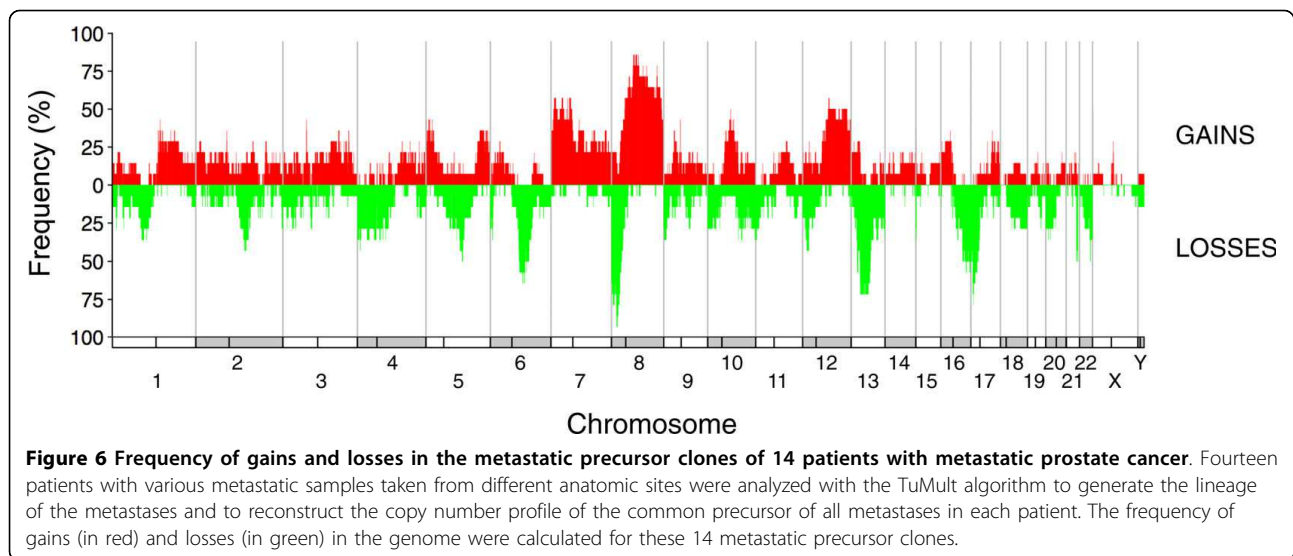 100
75
50
25
0
25
50
75
100
Frequency (%)
GAINS
LOSSES
2 4 6 8 10 12 14 16 18 20 22 Y
1 3 5 7 9 11 13 15 17 19 21 X
Chromosome
Figure 6 Frequency of gains and losses in the metastatic precursor clones of 14 patients with metastatic prostate cancer. Fourteen
patients with various metastatic samples taken from different anatomic sites were analyzed with the TuMult algorithm to generate the lineage
of the metastases and to reconstruct the copy number profile of the common precursor of all metastases in each patient. The frequency of
gains (in red) and losses (in green) in the genome were calculated for these 14 metastatic precursor clones.